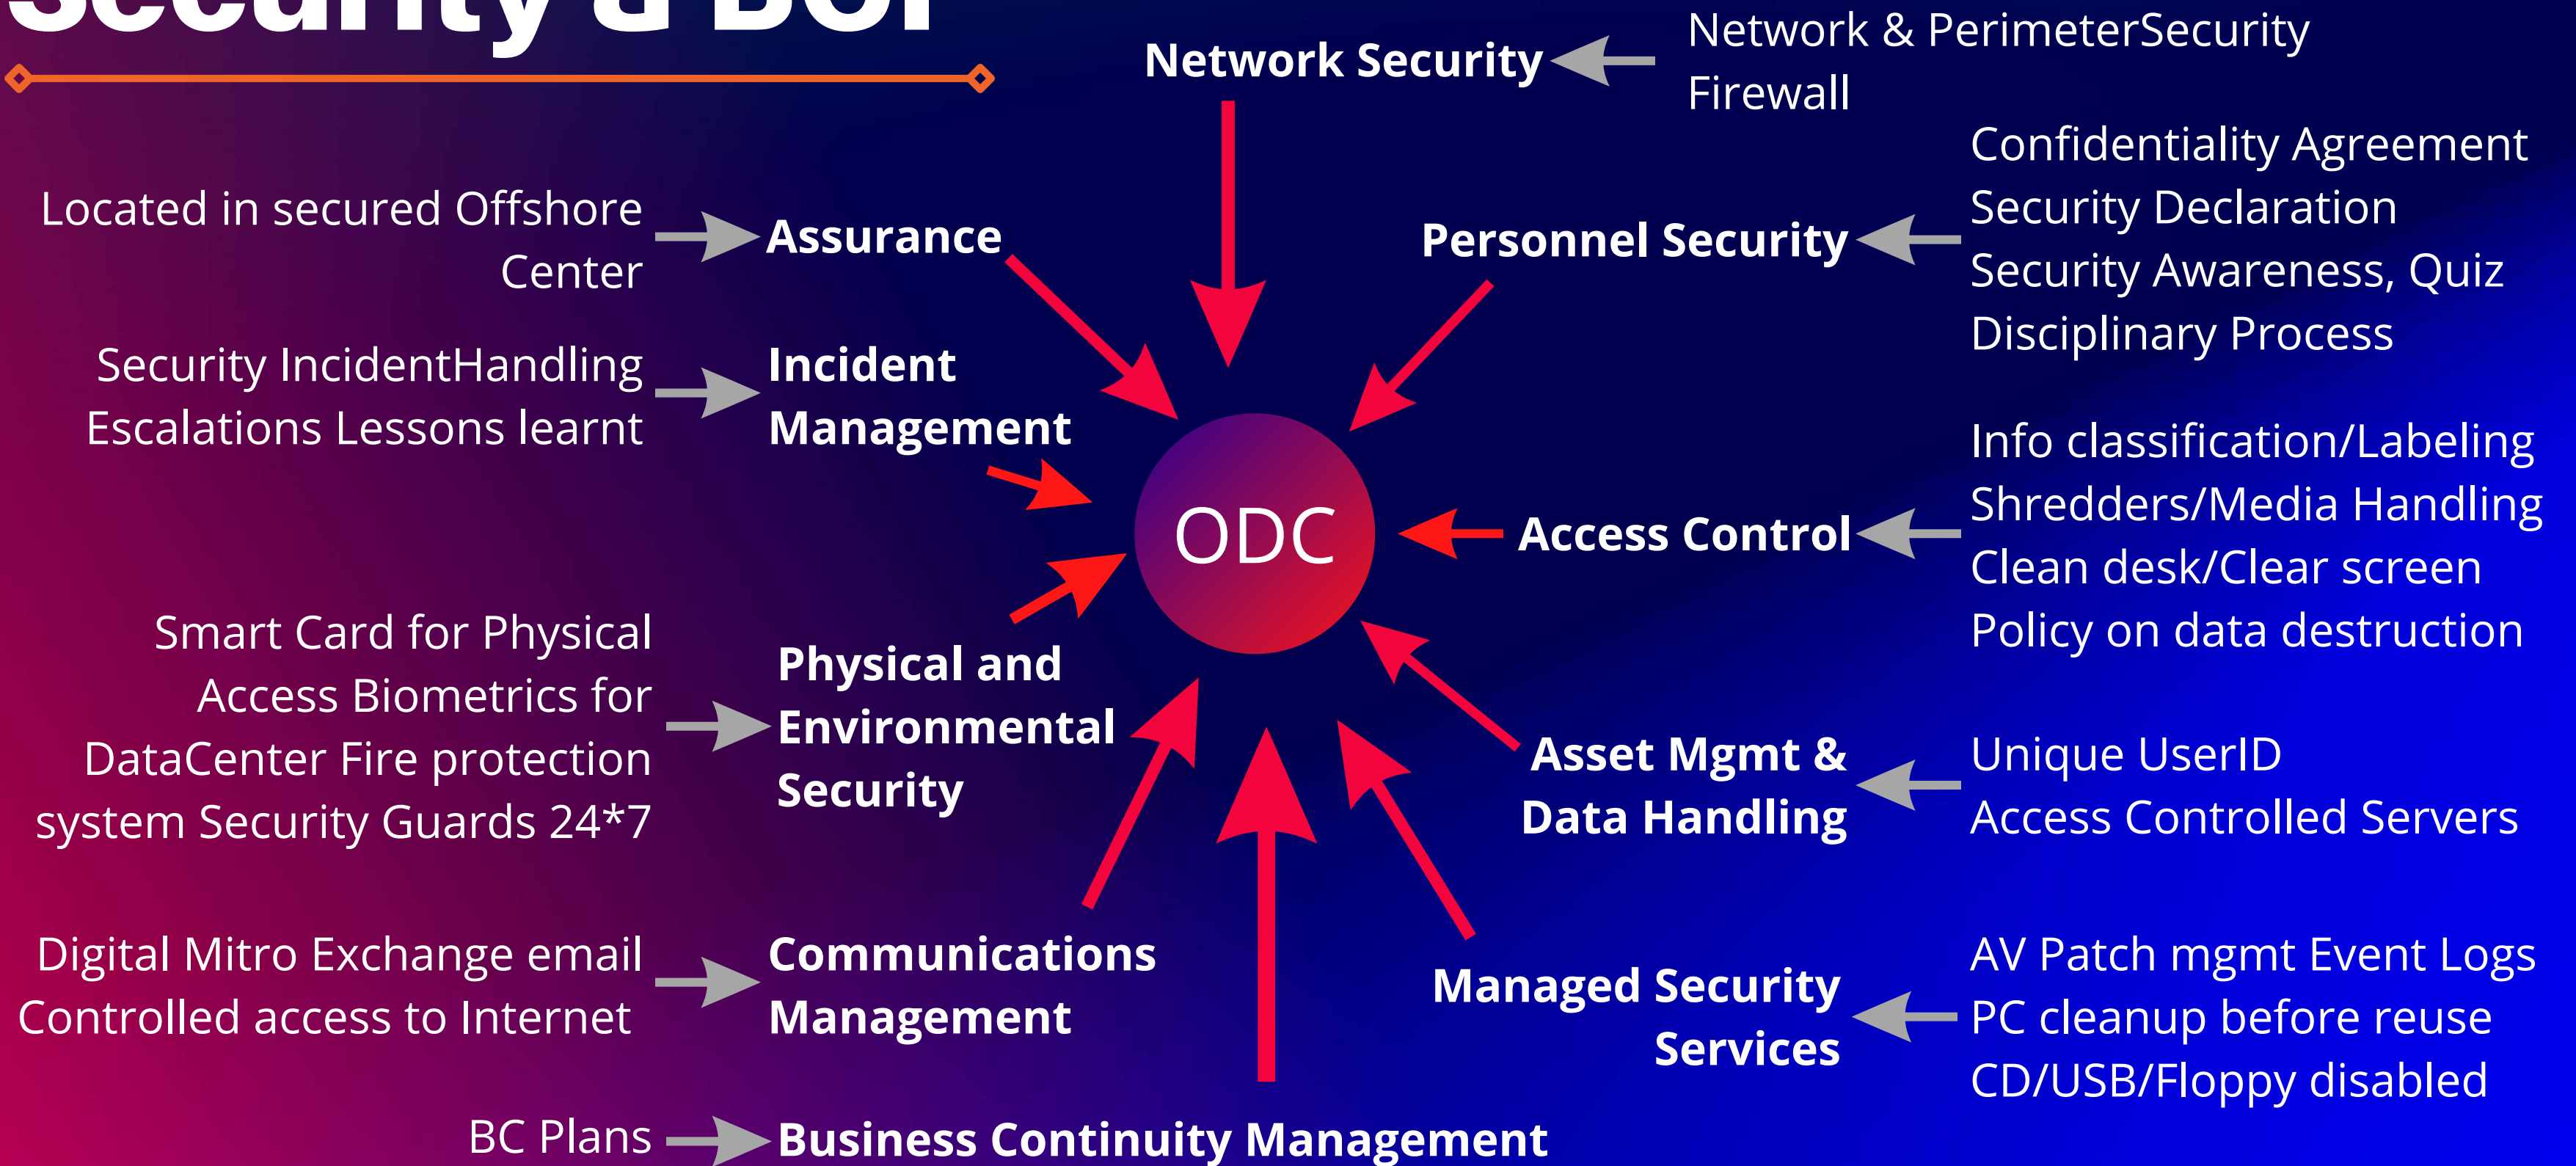 Security a BOT
Network Security
Network & PerimeterSecurity
Firewall
Located in secured Offshore
Center
Assurance
Personnel Security
Confidentiality Agreement
Security Declaration
Security Awareness, Quiz
Disciplinary Process
Security IncidentHandling
Escalations Lessons learnt
Incident
Management
ODC
Access Control
Info classification/Labeling
Shredders/Media Handling
Clean desk/Clear screen
Policy on data destruction
Smart Card for Physical
Access Biometrics for
DataCenter Fire protection
system Security Guards 24*7
Physical and
Environmental
Security
Asset Mgmt &
Data Handling
Unique UserID
Access Controlled Servers
Digital Mitro Exchange email
Controlled access to Internet
Communications
Management
Managed Security
Services
AV Patch mgmt Event Logs
PC cleanup before reuse
CD/USB/Floppy disabled
BC Plans
Business Continuity Management